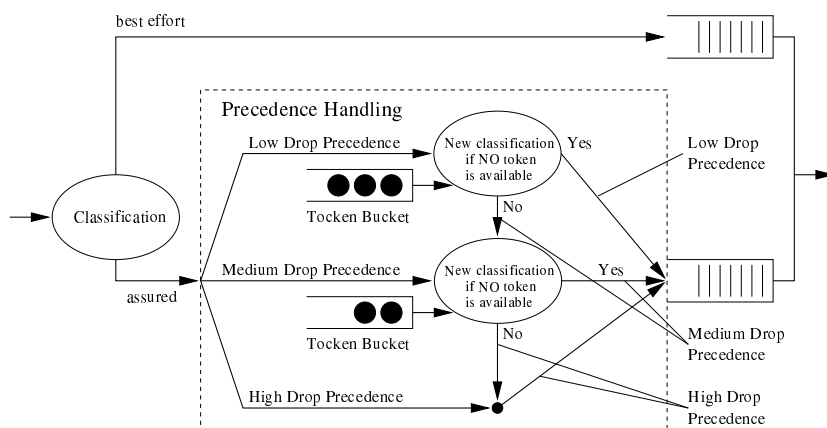 best effort
Precedence Handling
Low Drop Precedence
New classification
if NO token
is available
Yes
Low Drop
Precedence
Tocken Bucket
No
Classification
assured
Medium Drop Precedence
New classification
if NO token
is available
Yes
Tocken Bucket
No
Medium Drop
Precedence
High Drop Precedence
High Drop
Precedence